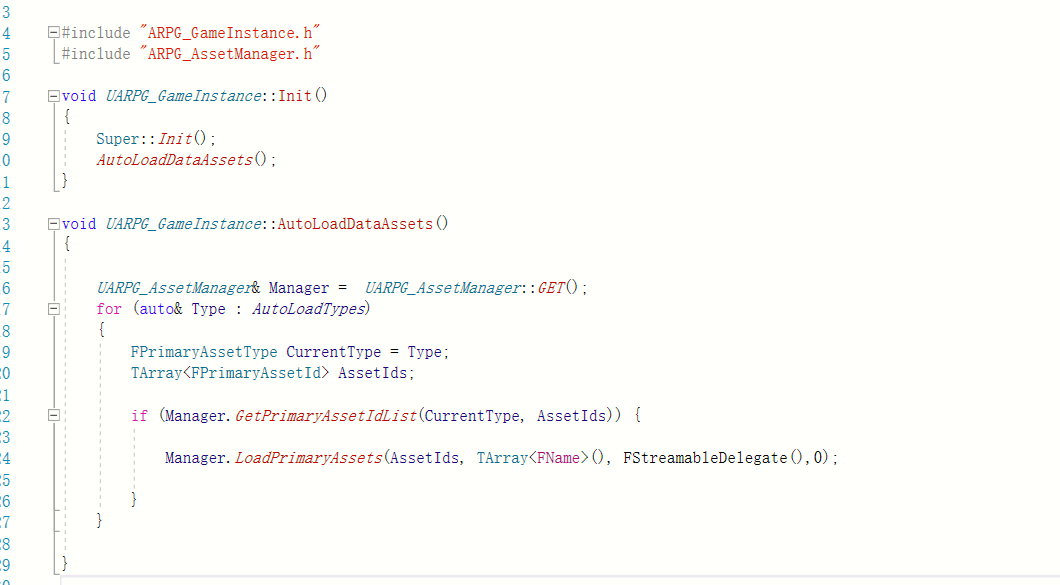 3
4 #include "ARPG_GameInstance.h"
5 #include "ARPG_AssetManager.h"
6
7 void UARPG_GameInstance::Init()
8 {
9 Super::Init();
0 AutoLoadDataAssets();
1 }
2
3 void UARPG_GameInstance::AutoLoadDataAssets()
4 {
5
6 UARPG_AssetManager& Manager = UARPG_AssetManager::GET();
7 for (auto& Type : AutoLoadTypes)
8 {
9 FPrimaryAssetType CurrentType = Type;
0 TArray<FPrimaryAssetId> AssetIds;
1
2 if (Manager.GetPrimaryAssetIdList(CurrentType, AssetIds)) {
3
4 Manager.LoadPrimaryAssets(AssetIds, TArray<FName>(), FStreamableDelegate(),0);
5
6 }
7 }
8
9 }